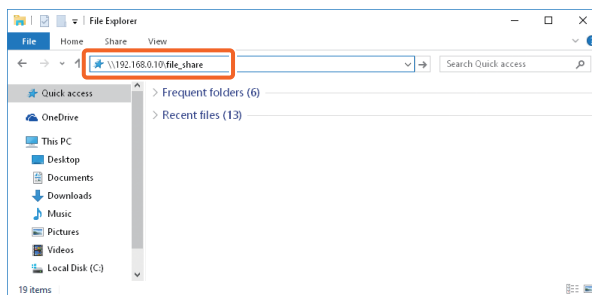 File Explorer
File Home Share View
\\192.168.0.10\file_share
Search Quick access
Quick access
OneDrive
This PC
Desktop
Documents
Downloads
Music
Pictures
Videos
Local Disk (C:)
Frequent folders (6)
Recent files (13)
19 items